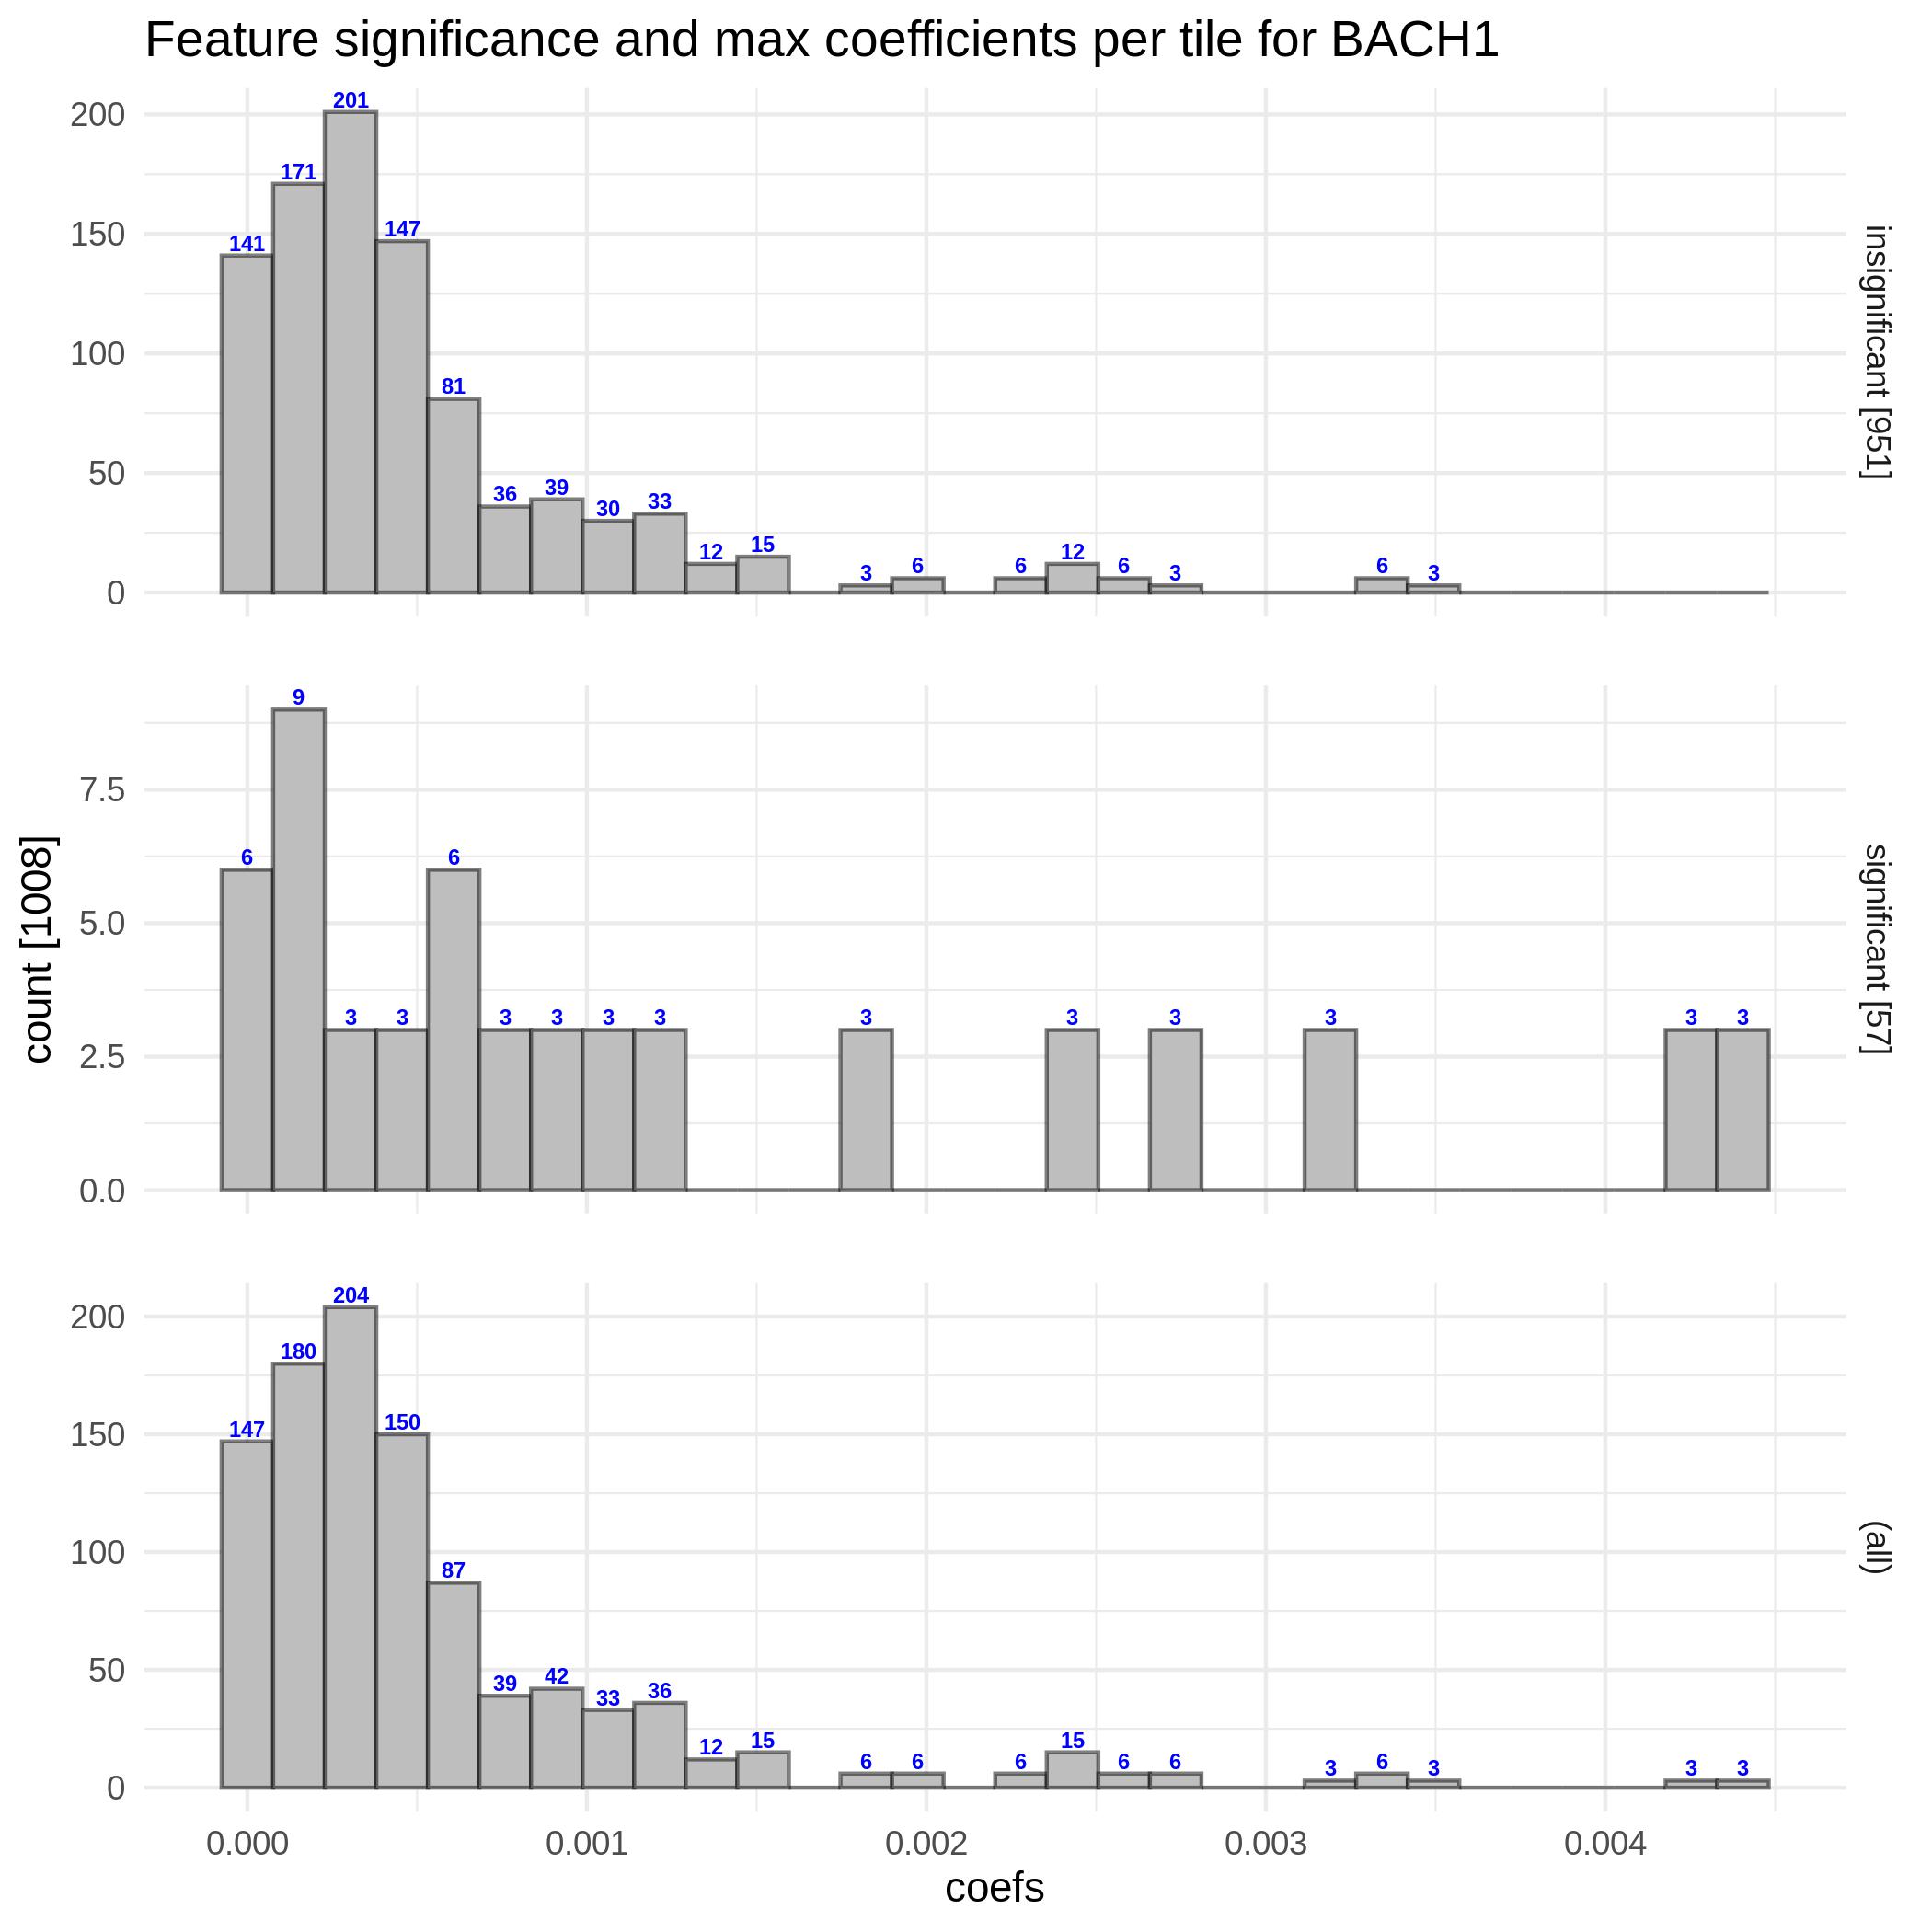 Feature significance and max coefficients per tile for BACH1
count [1008]
200
150
100
50
0
141 171 201 147 81 36 39 30 33 12 15 3 6 6 12 6 3 6 3
insignificant [951]
7.5
5.0
2.5
0.0
6 9 3 3 6 3 3 3 3 3 3 3 3 3 3
significant [57]
200
150
100
50
0
147 180 204 150 87 39 42 33 36 12 15 6 6 6 15 6 6 3 6 3 3 3
(all)
0.000 0.001 0.002 0.003 0.004
coefs